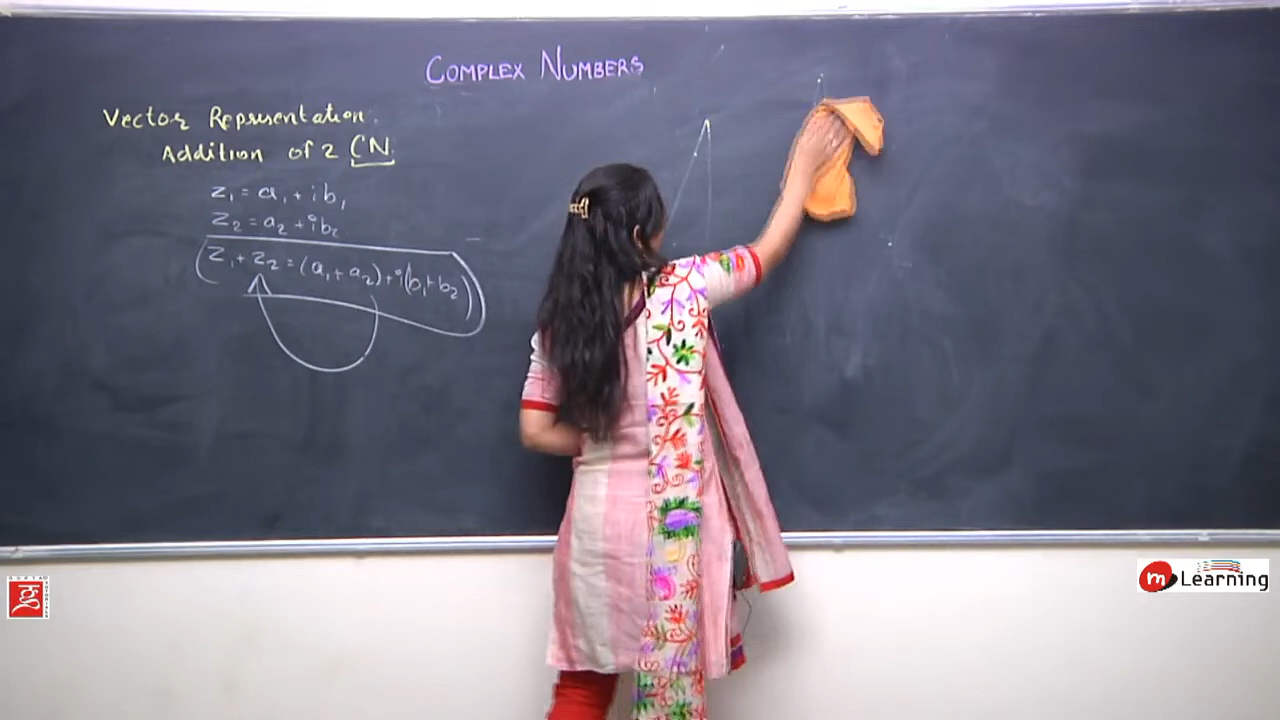 COMPLEX NUMBERS
Vector Representation.
Addition of 2 CN.
z₁ = a₁ + ib₁
z₂ = a₂ + ib₂
z₁ + z₂ = (a₁ + a₂) + i(b₁ + b₂)
m Learning